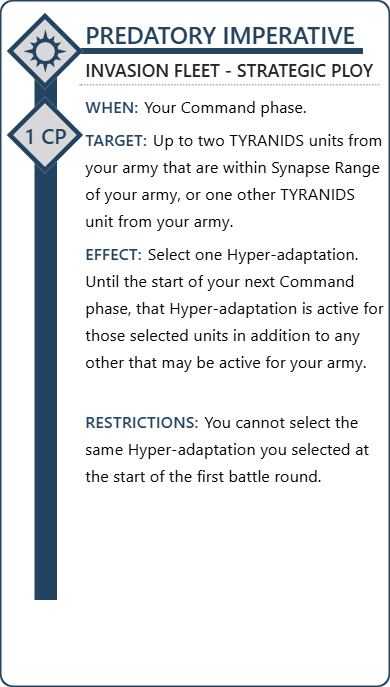 PREDATORY IMPERATIVE
INVASION FLEET - STRATEGIC PLOY
WHEN: Your Command phase.
1 CP
TARGET: Up to two TYRANIDS units from
your army that are within Synapse Range
of your army, or one other TYRANIDS
unit from your army.
EFFECT: Select one Hyper-adaptation.
Until the start of your next Command
phase, that Hyper-adaptation is active for
those selected units in addition to any
other that may be active for your army.
RESTRICTIONS: You cannot select the
same Hyper-adaptation you selected at
the start of the first battle round.